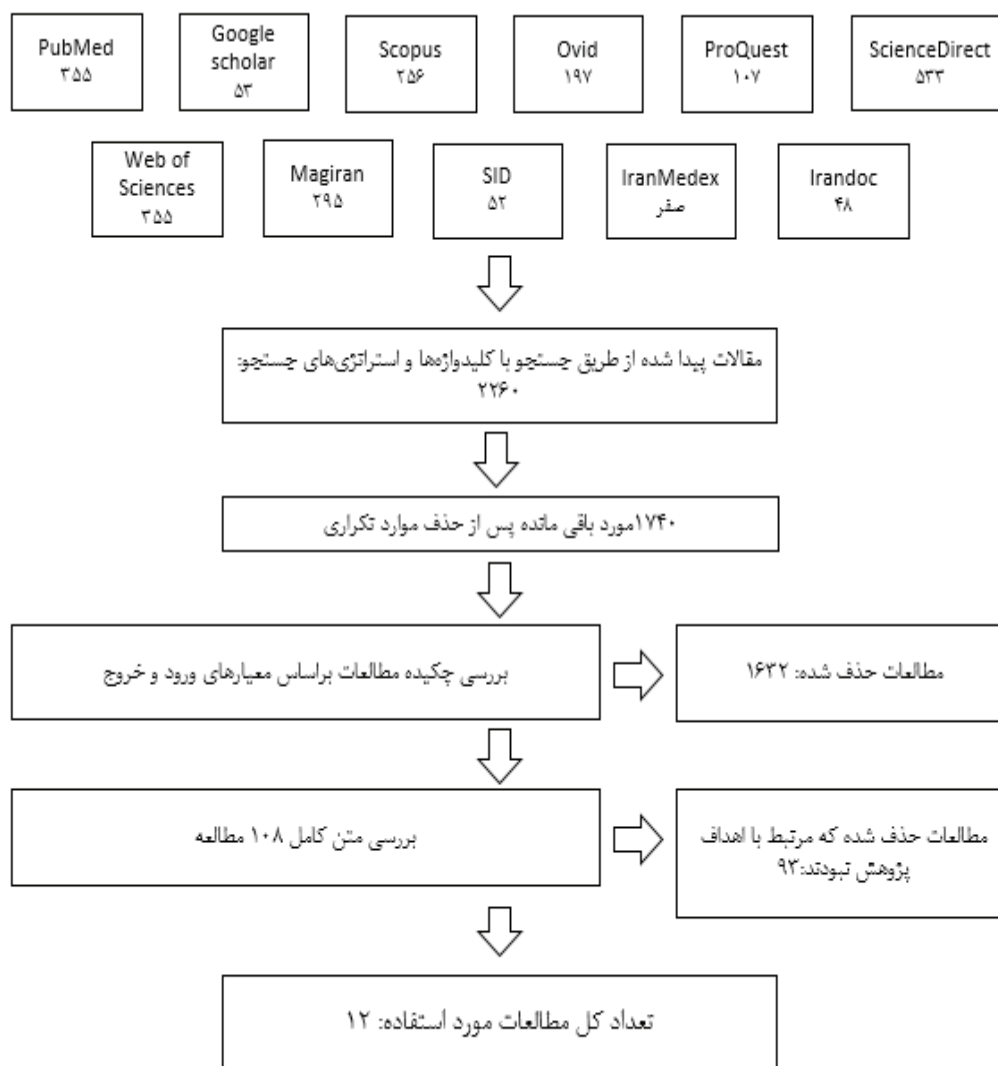 PubMed
۳۵۵
Google
scholar
۵۳
Scopus
۲۵۶
Ovid
۱۹۷
ProQuest
۱۰۷
ScienceDirect
۵۳۳
Web of
Sciences
۳۵۵
Magiran
۲۹۵
SID
۵۲
IranMedex
صفر
Irandoc
۴۸
مقالات پیدا شده از طریق جستجو با کلیدواژه‌ها و استراتژی‌های جستجو:
۲۲۶۰
۱۷۴۰مورد باقی مانده پس از حذف موارد تکراری
بررسی چکیده مطالعات براساس معیارهای ورود و خروج
مطالعات حذف شده: ۱۶۳۲
بررسی متن کامل ۱۰۸ مطالعه
مطالعات حذف شده که مرتبط با اهداف
پژوهش نبودند:۹۳
تعداد کل مطالعات مورد استفاده: ۱۲